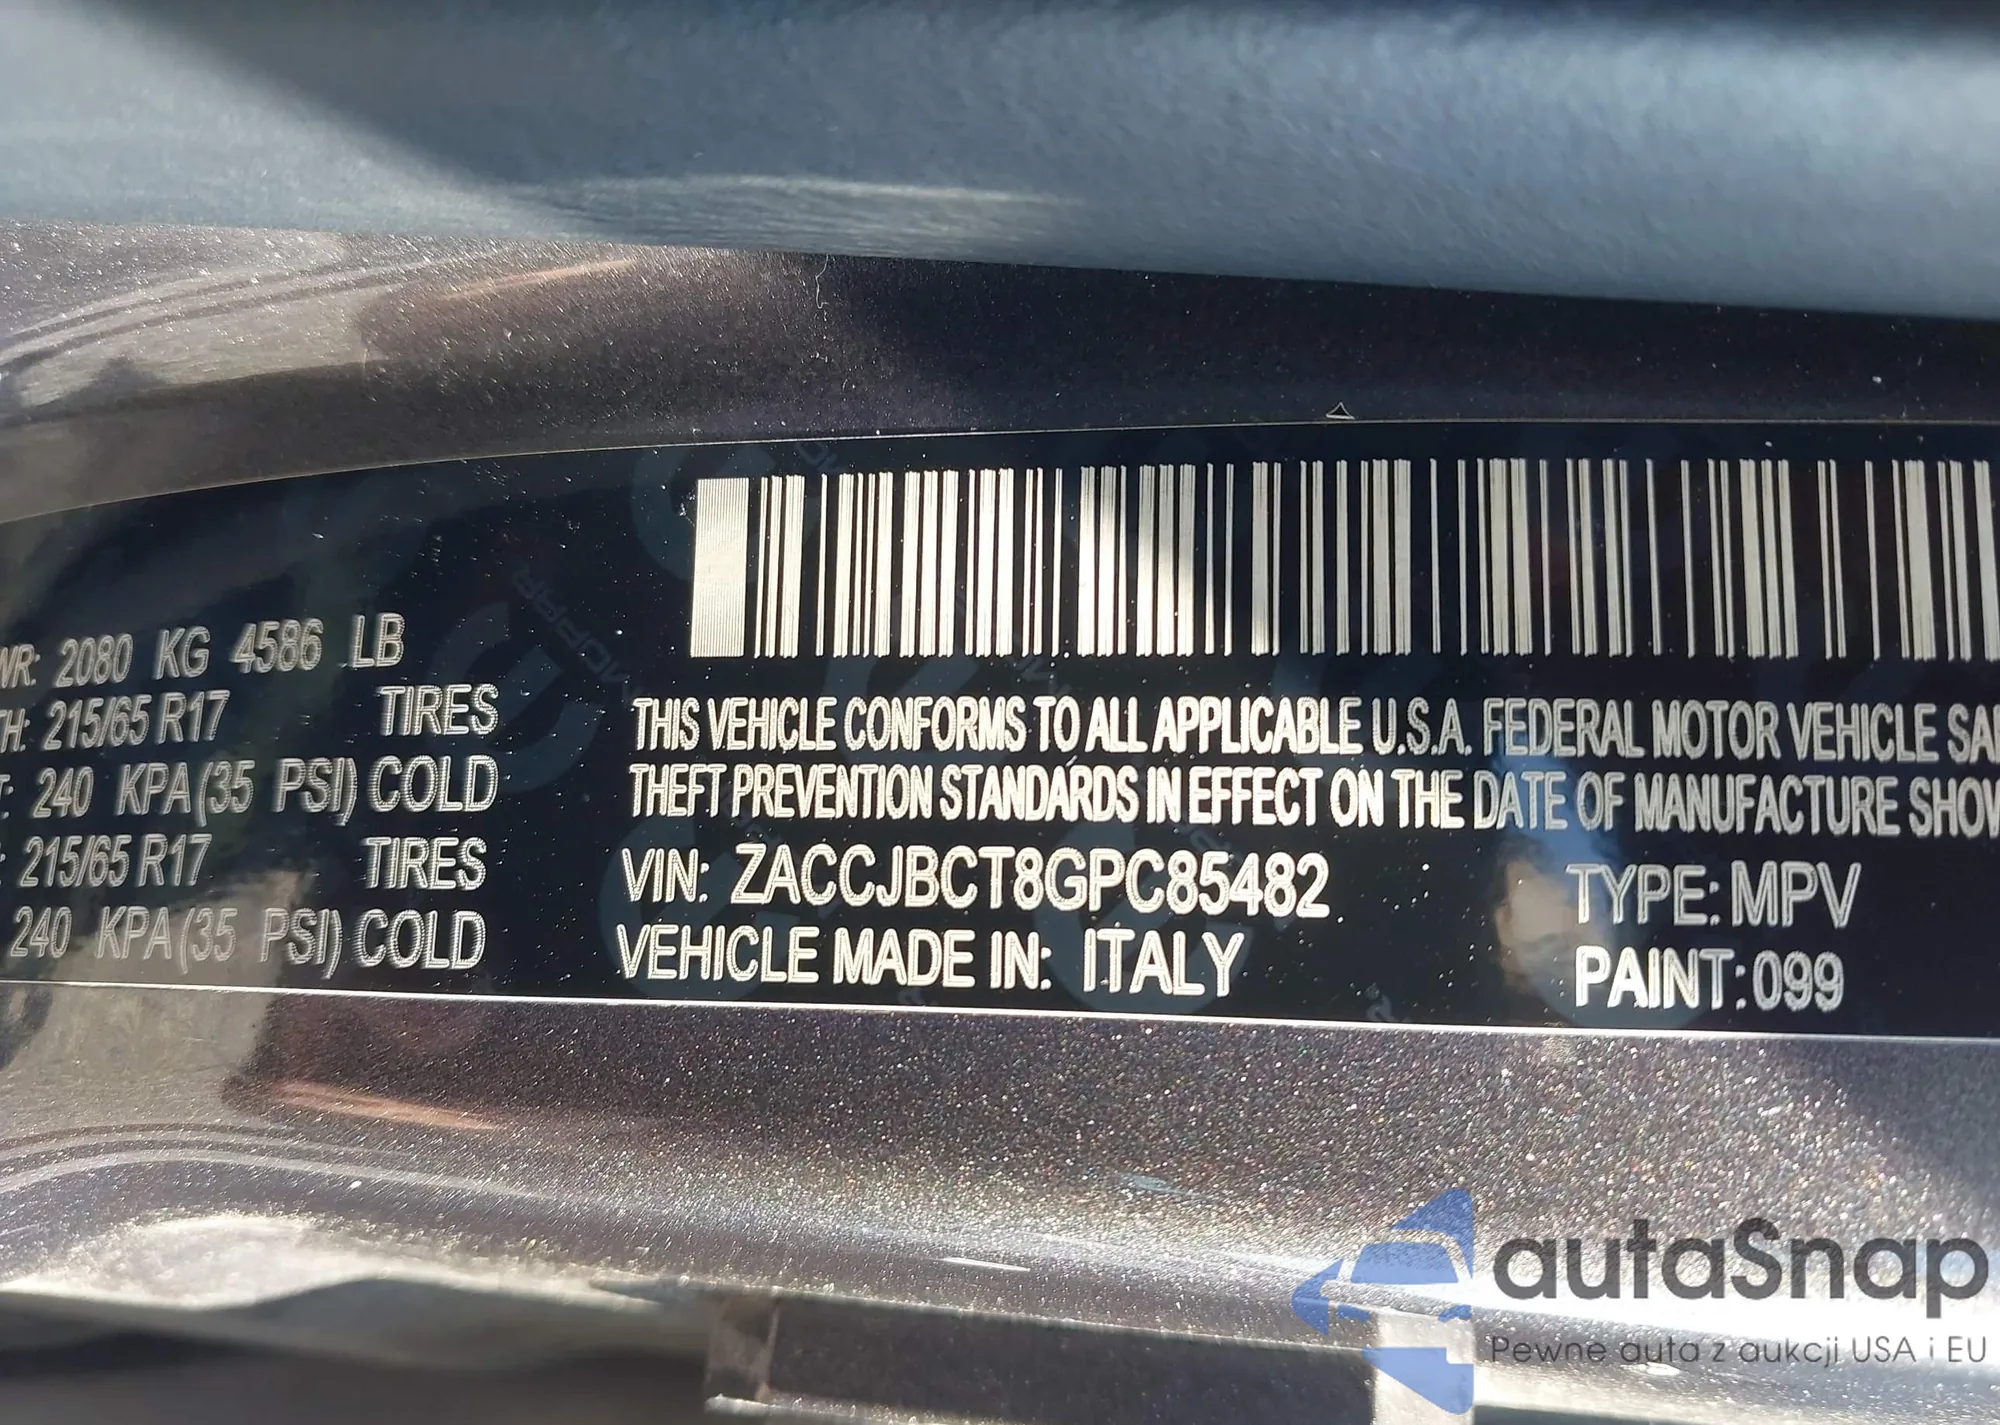 WR: 2080 KG 4586 LB
TH: 215/65 R17 TIRES
T: 240 KPA (35 PSI) COLD
: 215/65 R17 TIRES
240 KPA (35 PSI) COLD
THIS VEHICLE CONFORMS TO ALL APPLICABLE U.S.A. FEDERAL MOTOR VEHICLE SA
THEFT PREVENTION STANDARDS IN EFFECT ON THE DATE OF MANUFACTURE SHOW
VIN: ZACCJBCT8GPC85482 TYPE: MPV
VEHICLE MADE IN: ITALY PAINT: 099
autaSnap
Pewne auta z aukcji USA i EU